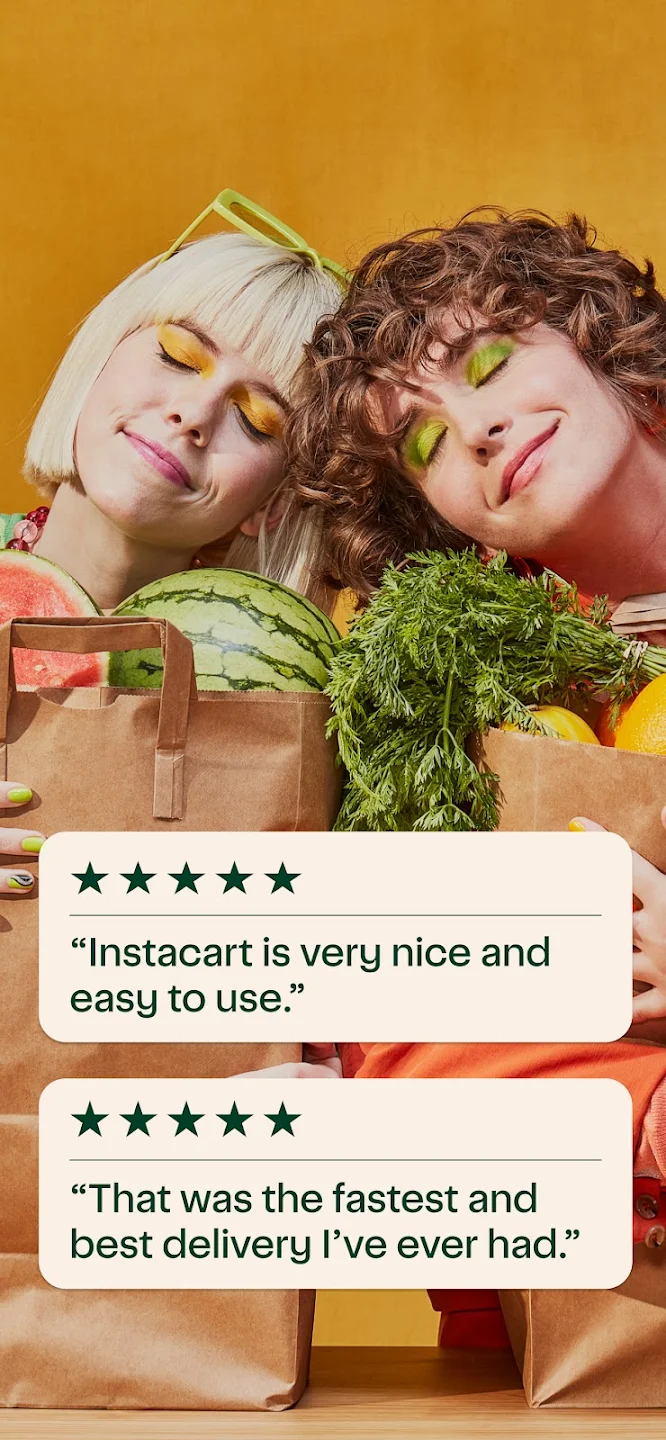 “Instacart is very nice and
easy to use.”
“That was the fastest and
best delivery I’ve ever had.”